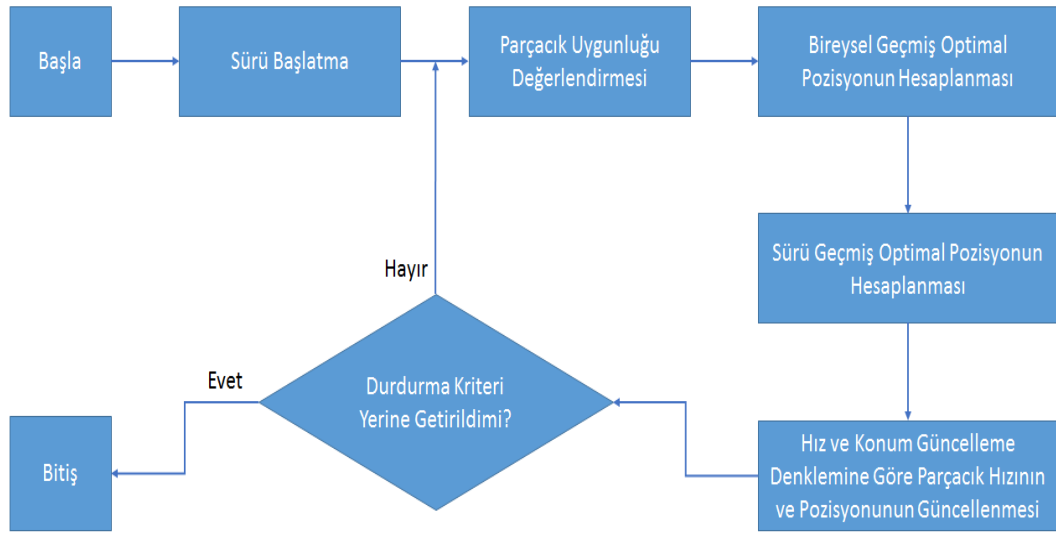 Başla
Sürü Başlatma
Parçacık Uygunluğu
Değerlendirmesi
Bireysel Geçmiş Optimal
Pozisyonun Hesaplanması
Sürü Geçmiş Optimal Pozisyonun
Hesaplanması
Hız ve Konum Güncelleme
Denklemine Göre Parçacık Hızının
ve Pozisyonunun Güncellenmesi
Durdurma Kriteri
Yerine Getirildimi?
Hayır
Evet
Bitiş